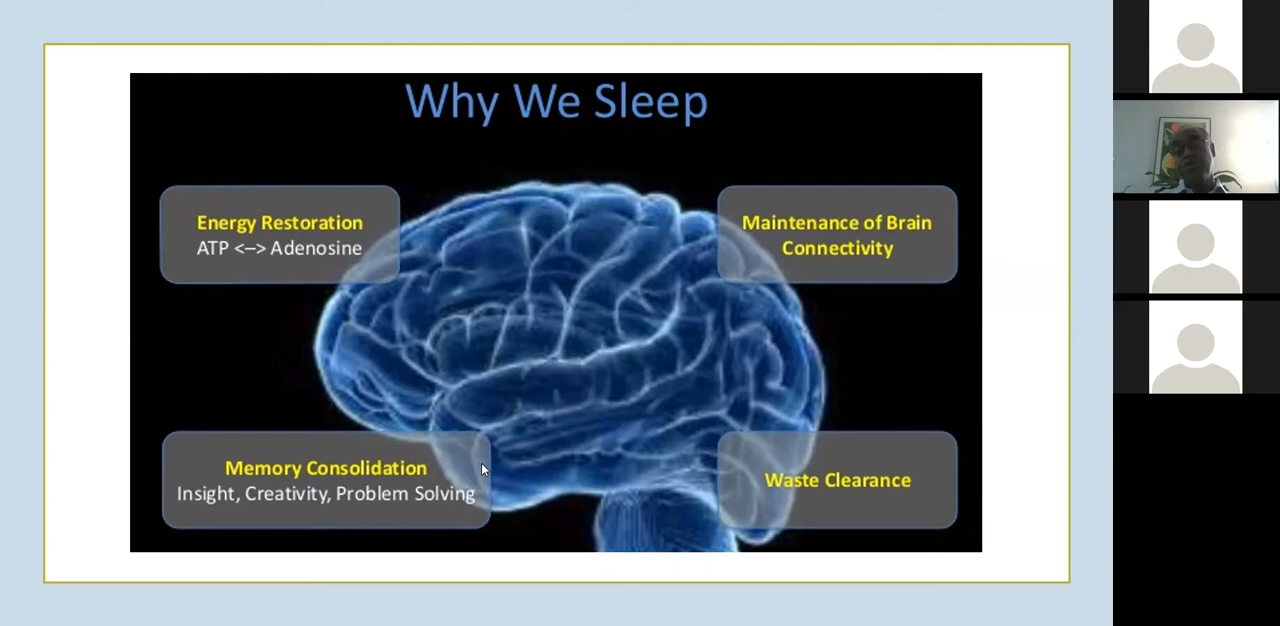 Why We Sleep
Energy Restoration
ATP <–> Adenosine
Maintenance of Brain
Connectivity
Memory Consolidation
Insight, Creativity, Problem Solving
Waste Clearance